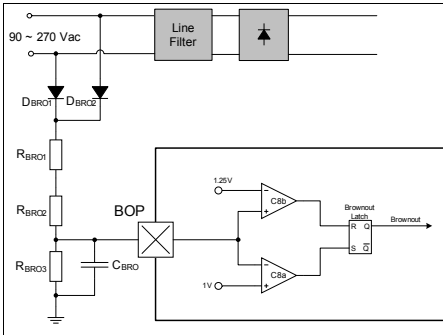 90 ~ 270 Vac
Line
Filter
DBRO1
DBRO2
RBRO1
RBRO2
RBRO3
CBRO
BOP
1.25V
C8b
1V
C8a
Brownout
Latch
R Q
S Q̅
Brownout